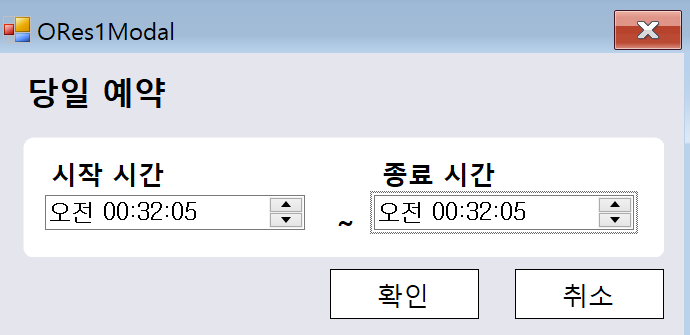 ORes1Modal
당일 예약
시작 시간 종료 시간
오전 00:32:05 ~ 오전 00:32:05
확인 취소